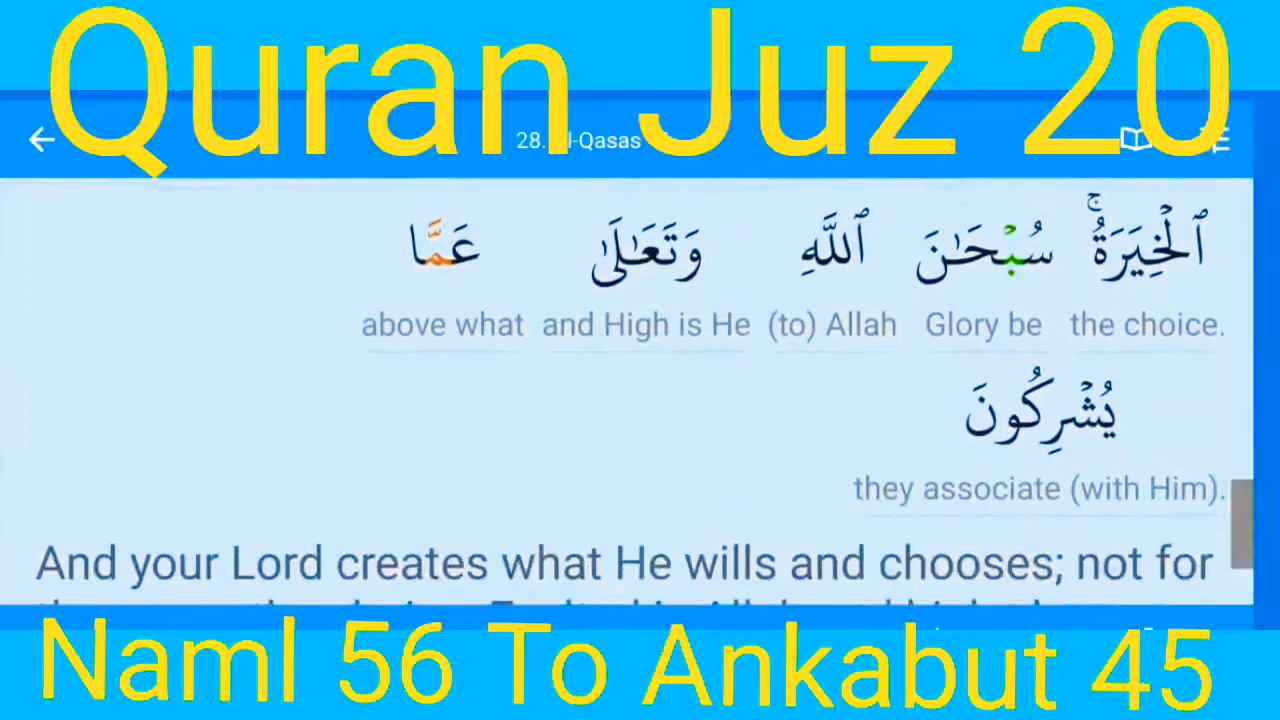 Quran Juz 20
28. Al-Qasas
ٱلْخِيَرَةُ ۚ سُبْحَـٰنَ ٱللَّهِ وَتَعَـٰلَىٰ عَمَّا
the choice. Glory be (to) Allah and High is He above what
يُشْرِكُونَ
they associate (with Him).
And your Lord creates what He wills and chooses; not for
Naml 56 To Ankabut 45